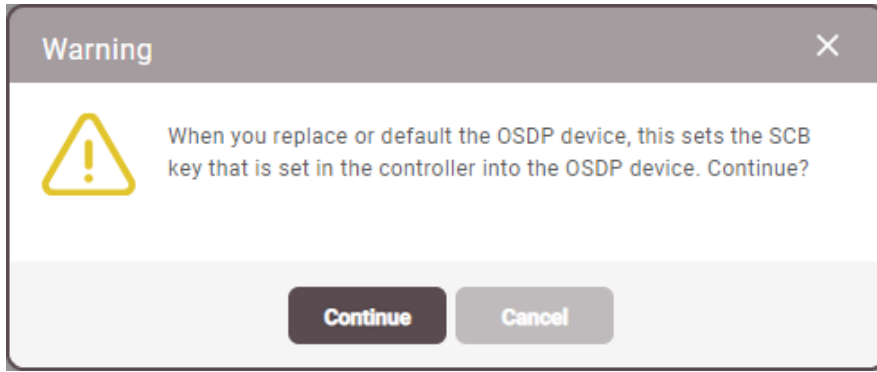 Warning
When you replace or default the OSDP device, this sets the SCB
key that is set in the controller into the OSDP device. Continue?
Continue
Cancel